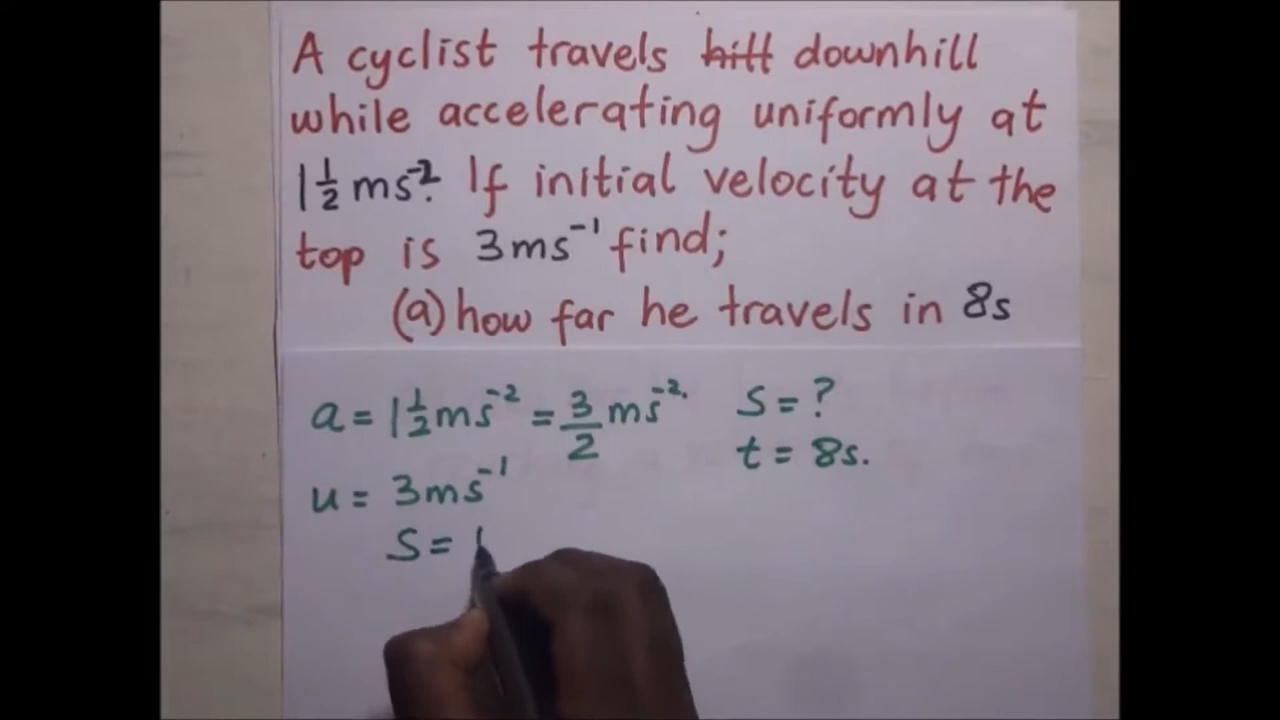 A cyclist travels hill downhill
while accelerating uniformly at
1½ ms⁻². If initial velocity at the
top is 3ms⁻¹ find;
(a) how far he travels in 8s
a = 1½ ms⁻² = 3/2 ms⁻². S = ?
t = 8s.
u = 3ms⁻¹
S =